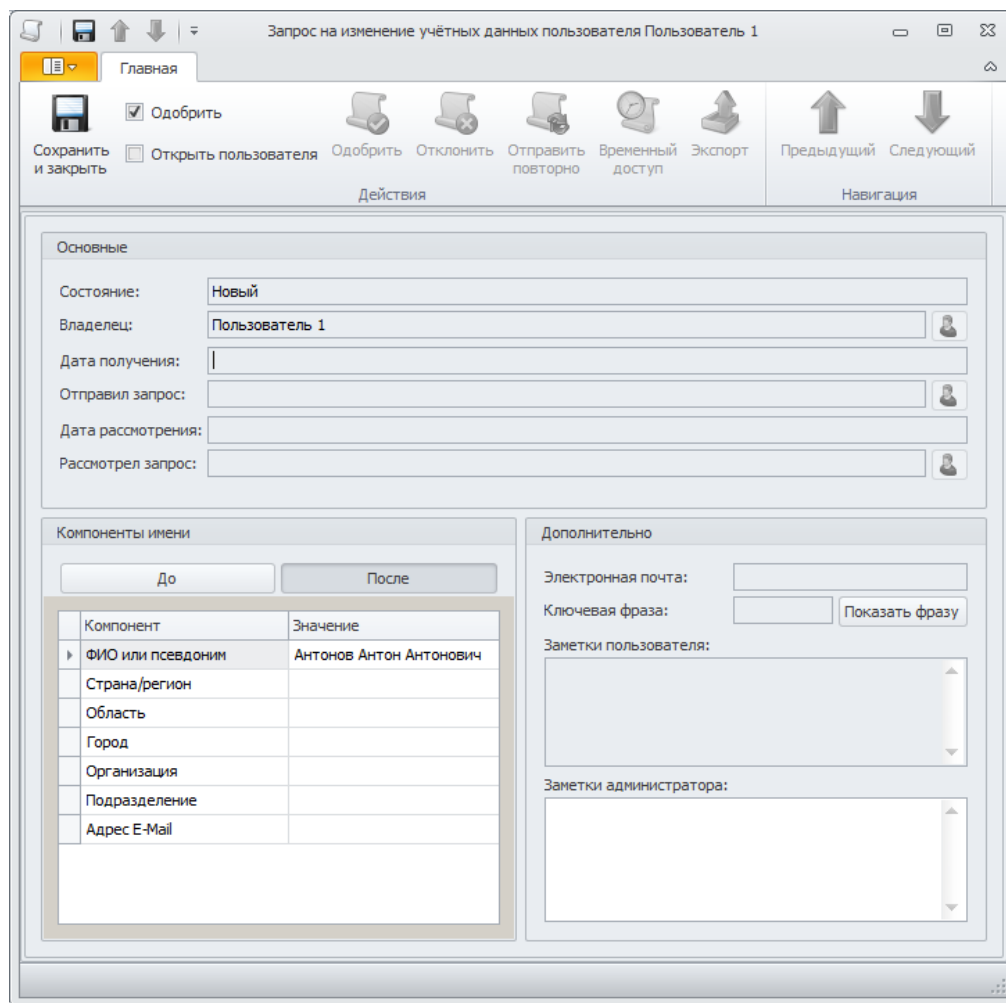 Запрос на изменение учётных данных пользователя Пользователь 1
Главная
Сохранить и закрыть
Одобрить
Открыть пользователя
Одобрить
Отклонить
Отправить повторно
Временный доступ
Экспорт
Действия
Предыдущий
Следующий
Навигация
Основные
Состояние: Новый
Владелец: Пользователь 1
Дата получения:
Отправил запрос:
Дата рассмотрения:
Рассмотрел запрос:
Компоненты имени
До
После
Компонент Значение
ФИО или псевдоним Антонов Антон Антонович
Страна/регион
Область
Город
Организация
Подразделение
Адрес E-Mail
Дополнительно
Электронная почта:
Ключевая фраза: Показать фразу
Заметки пользователя:
Заметки администратора: